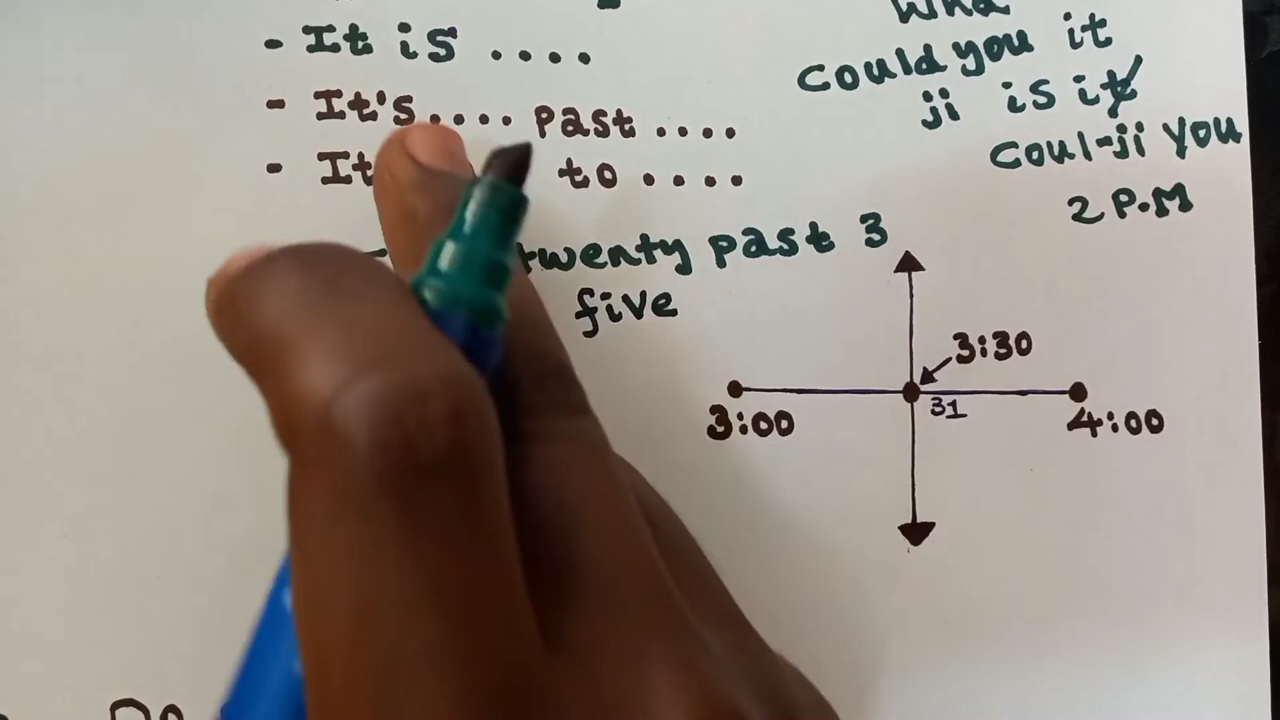 - It is ....
- It's .... past ....
- It to ....
- twenty past 3
five
could you it
ji is it
coul-ji you
2 P.M
3:30
31
3:00
4:00